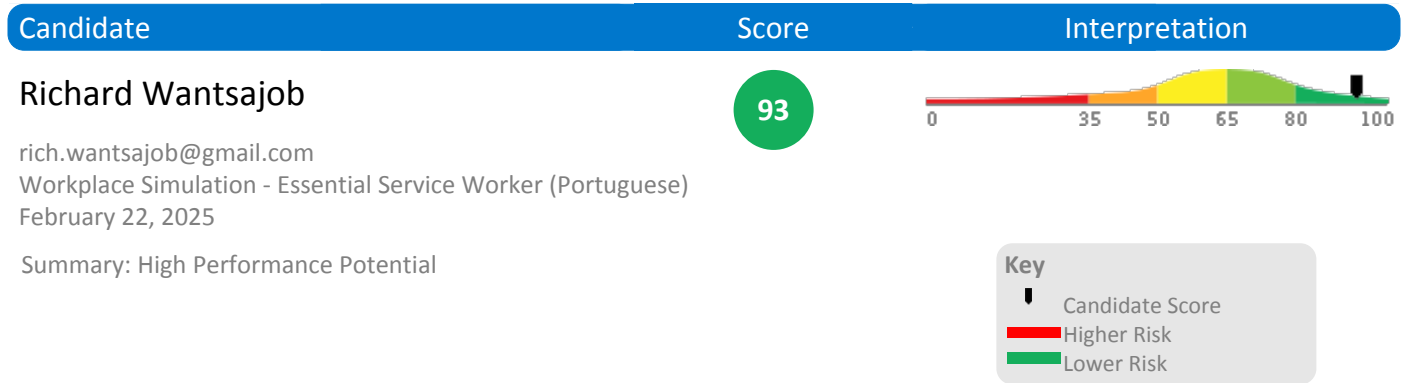 Candidate Score Interpretation
Richard Wantsajob
93
0 35 50 65 80 100
rich.wantsajob@gmail.com
Workplace Simulation - Essential Service Worker (Portuguese)
February 22, 2025
Summary: High Performance Potential
Key
Candidate Score
Higher Risk
Lower Risk